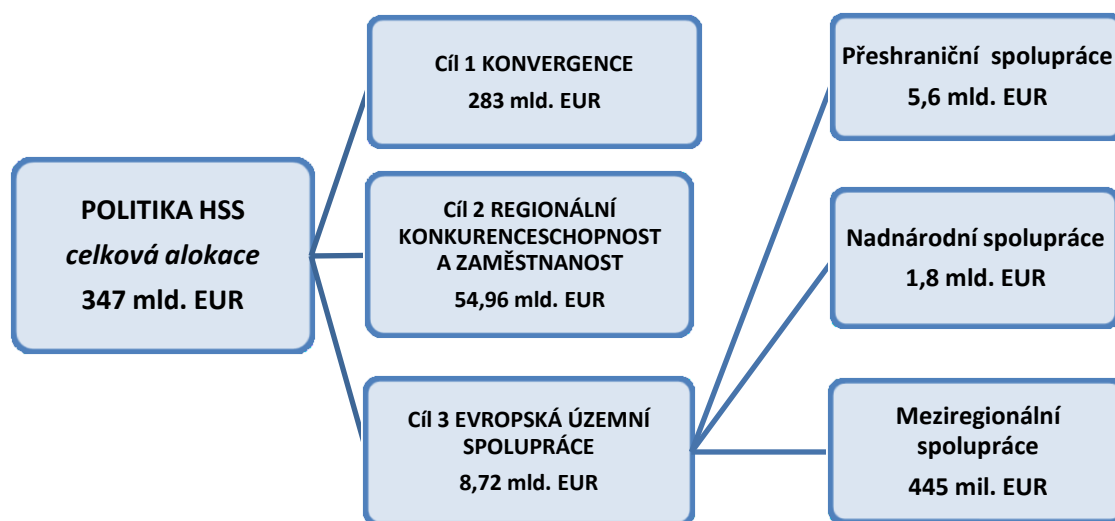 POLITIKA HSS
celková alokace
347 mld. EUR
Cíl 1 KONVERGENCE
283 mld. EUR
Cíl 2 REGIONÁLNÍ
KONKURENCESCHOPNOST
A ZAMĚSTNANOST
54,96 mld. EUR
Cíl 3 EVROPSKÁ ÚZEMNÍ
SPOLUPRÁCE
8,72 mld. EUR
Přeshraniční spolupráce
5,6 mld. EUR
Nadnárodní spolupráce
1,8 mld. EUR
Meziregionální
spolupráce
445 mil. EUR